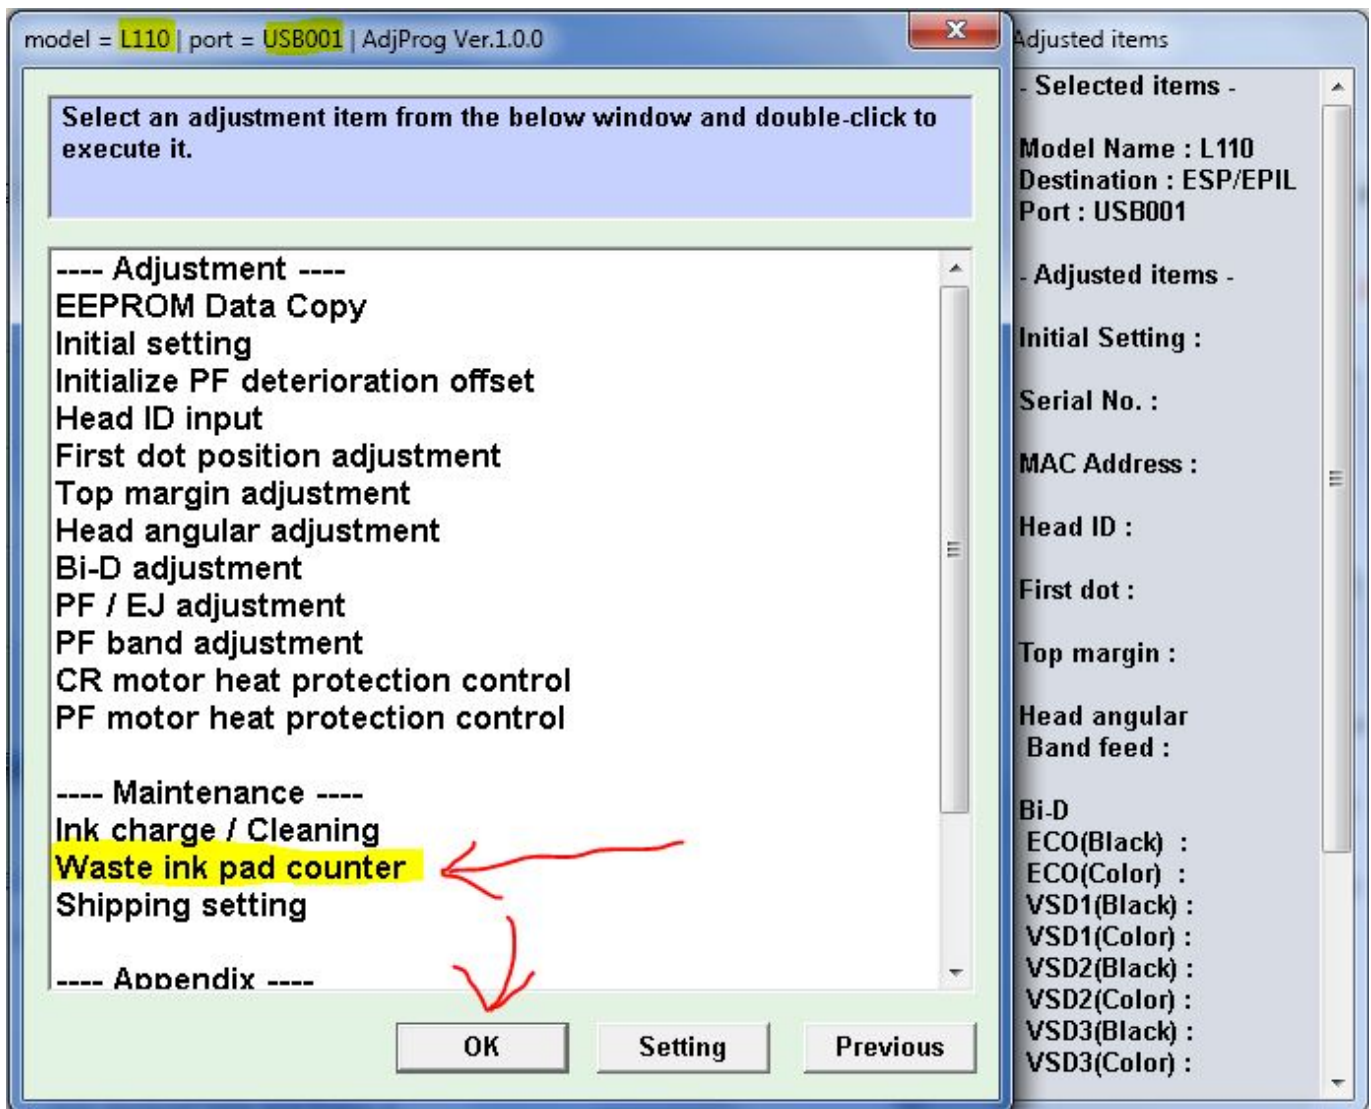 model = L110 | port = USB001 | AdjProg Ver.1.0.0
Select an adjustment item from the below window and double-click to
execute it.
---- Adjustment ----
EEPROM Data Copy
Initial setting
Initialize PF deterioration offset
Head ID input
First dot position adjustment
Top margin adjustment
Head angular adjustment
Bi-D adjustment
PF / EJ adjustment
PF band adjustment
CR motor heat protection control
PF motor heat protection control
---- Maintenance ----
Ink charge / Cleaning
Waste ink pad counter
Shipping setting
---- Appendix ----
OK
Setting
Previous
Adjusted items
- Selected items -
Model Name : L110
Destination : ESP/EPIL
Port : USB001
- Adjusted items -
Initial Setting :
Serial No. :
MAC Address :
Head ID :
First dot :
Top margin :
Head angular
Band feed :
Bi-D
ECO(Black) :
ECO(Color) :
VSD1(Black) :
VSD1(Color) :
VSD2(Black) :
VSD2(Color) :
VSD3(Black) :
VSD3(Color) :